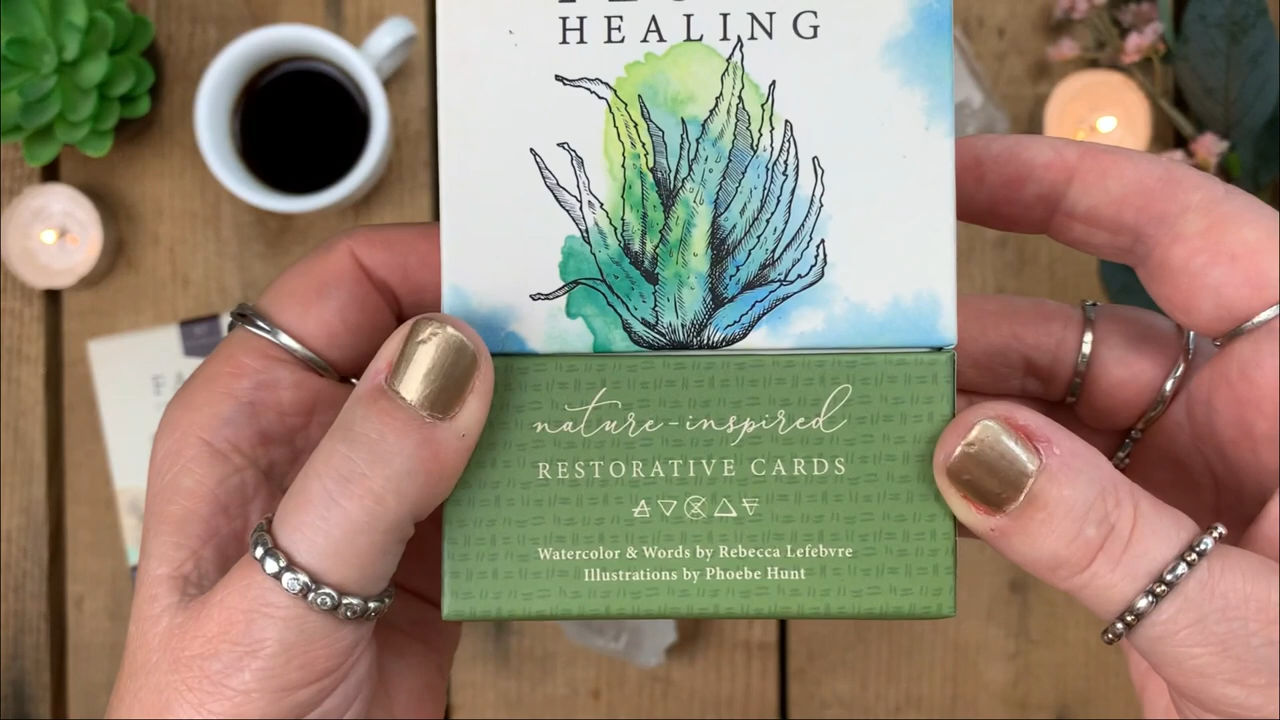 HEALING
nature-inspired
RESTORATIVE CARDS
Watercolor & Words by Rebecca Lefebvre
Illustrations by Phoebe Hunt